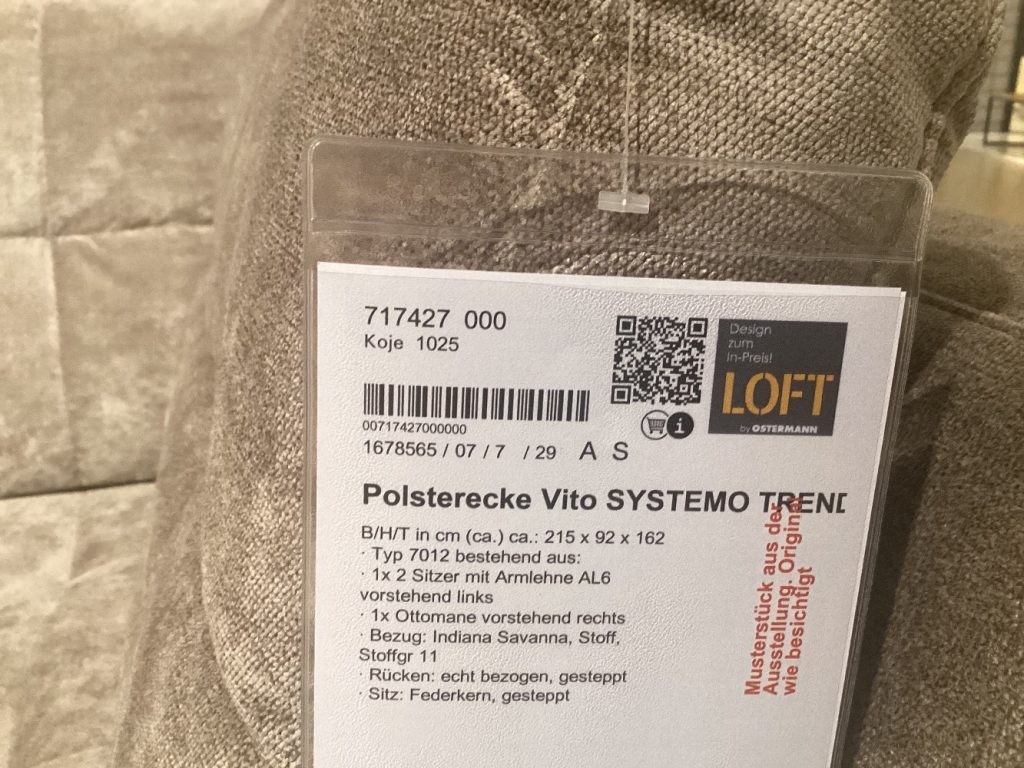 717427 000
Koje 1025
00717427000000
1678565 / 07 / 7 / 29 A S
Design
zum
In-Preis!
LOFT
by OSTERMANN
Polsterecke Vito SYSTEMO TREND
B/H/T in cm (ca.) ca.: 215 x 92 x 162
· Typ 7012 bestehend aus:
· 1x 2 Sitzer mit Armlehne AL6
vorstehend links
· 1x Ottomane vorstehend rechts
· Bezug: Indiana Savanna, Stoff,
Stoffgr 11
· Rücken: echt bezogen, gesteppt
· Sitz: Federkern, gesteppt
Musterstück aus der
Ausstellung. Original
wie besichtigt